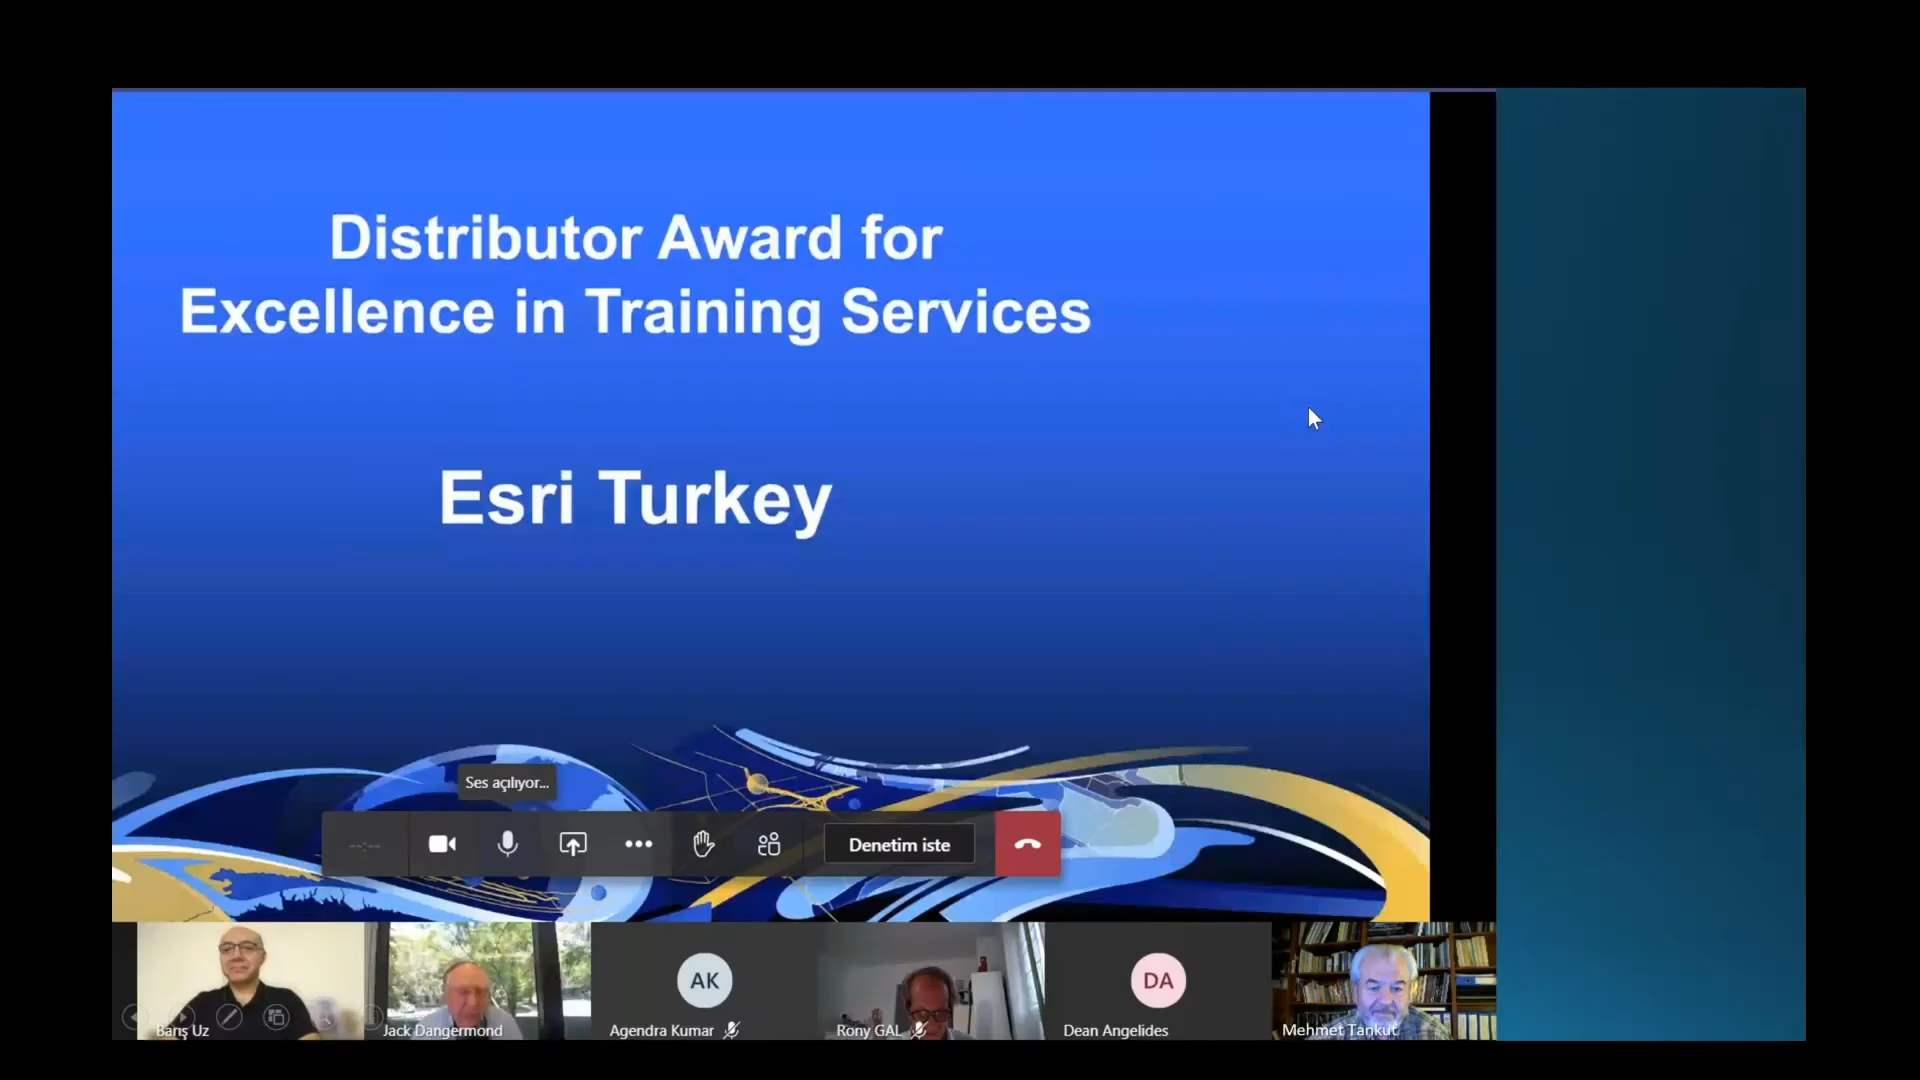 Distributor Award for
Excellence in Training Services
Esri Turkey
Ses açılıyor...
--:--
Denetim iste
AK
DA
Barış Uz
Jack Dangermond
Agendra Kumar
Rony GAL
Dean Angelides
Mehmet Tankut